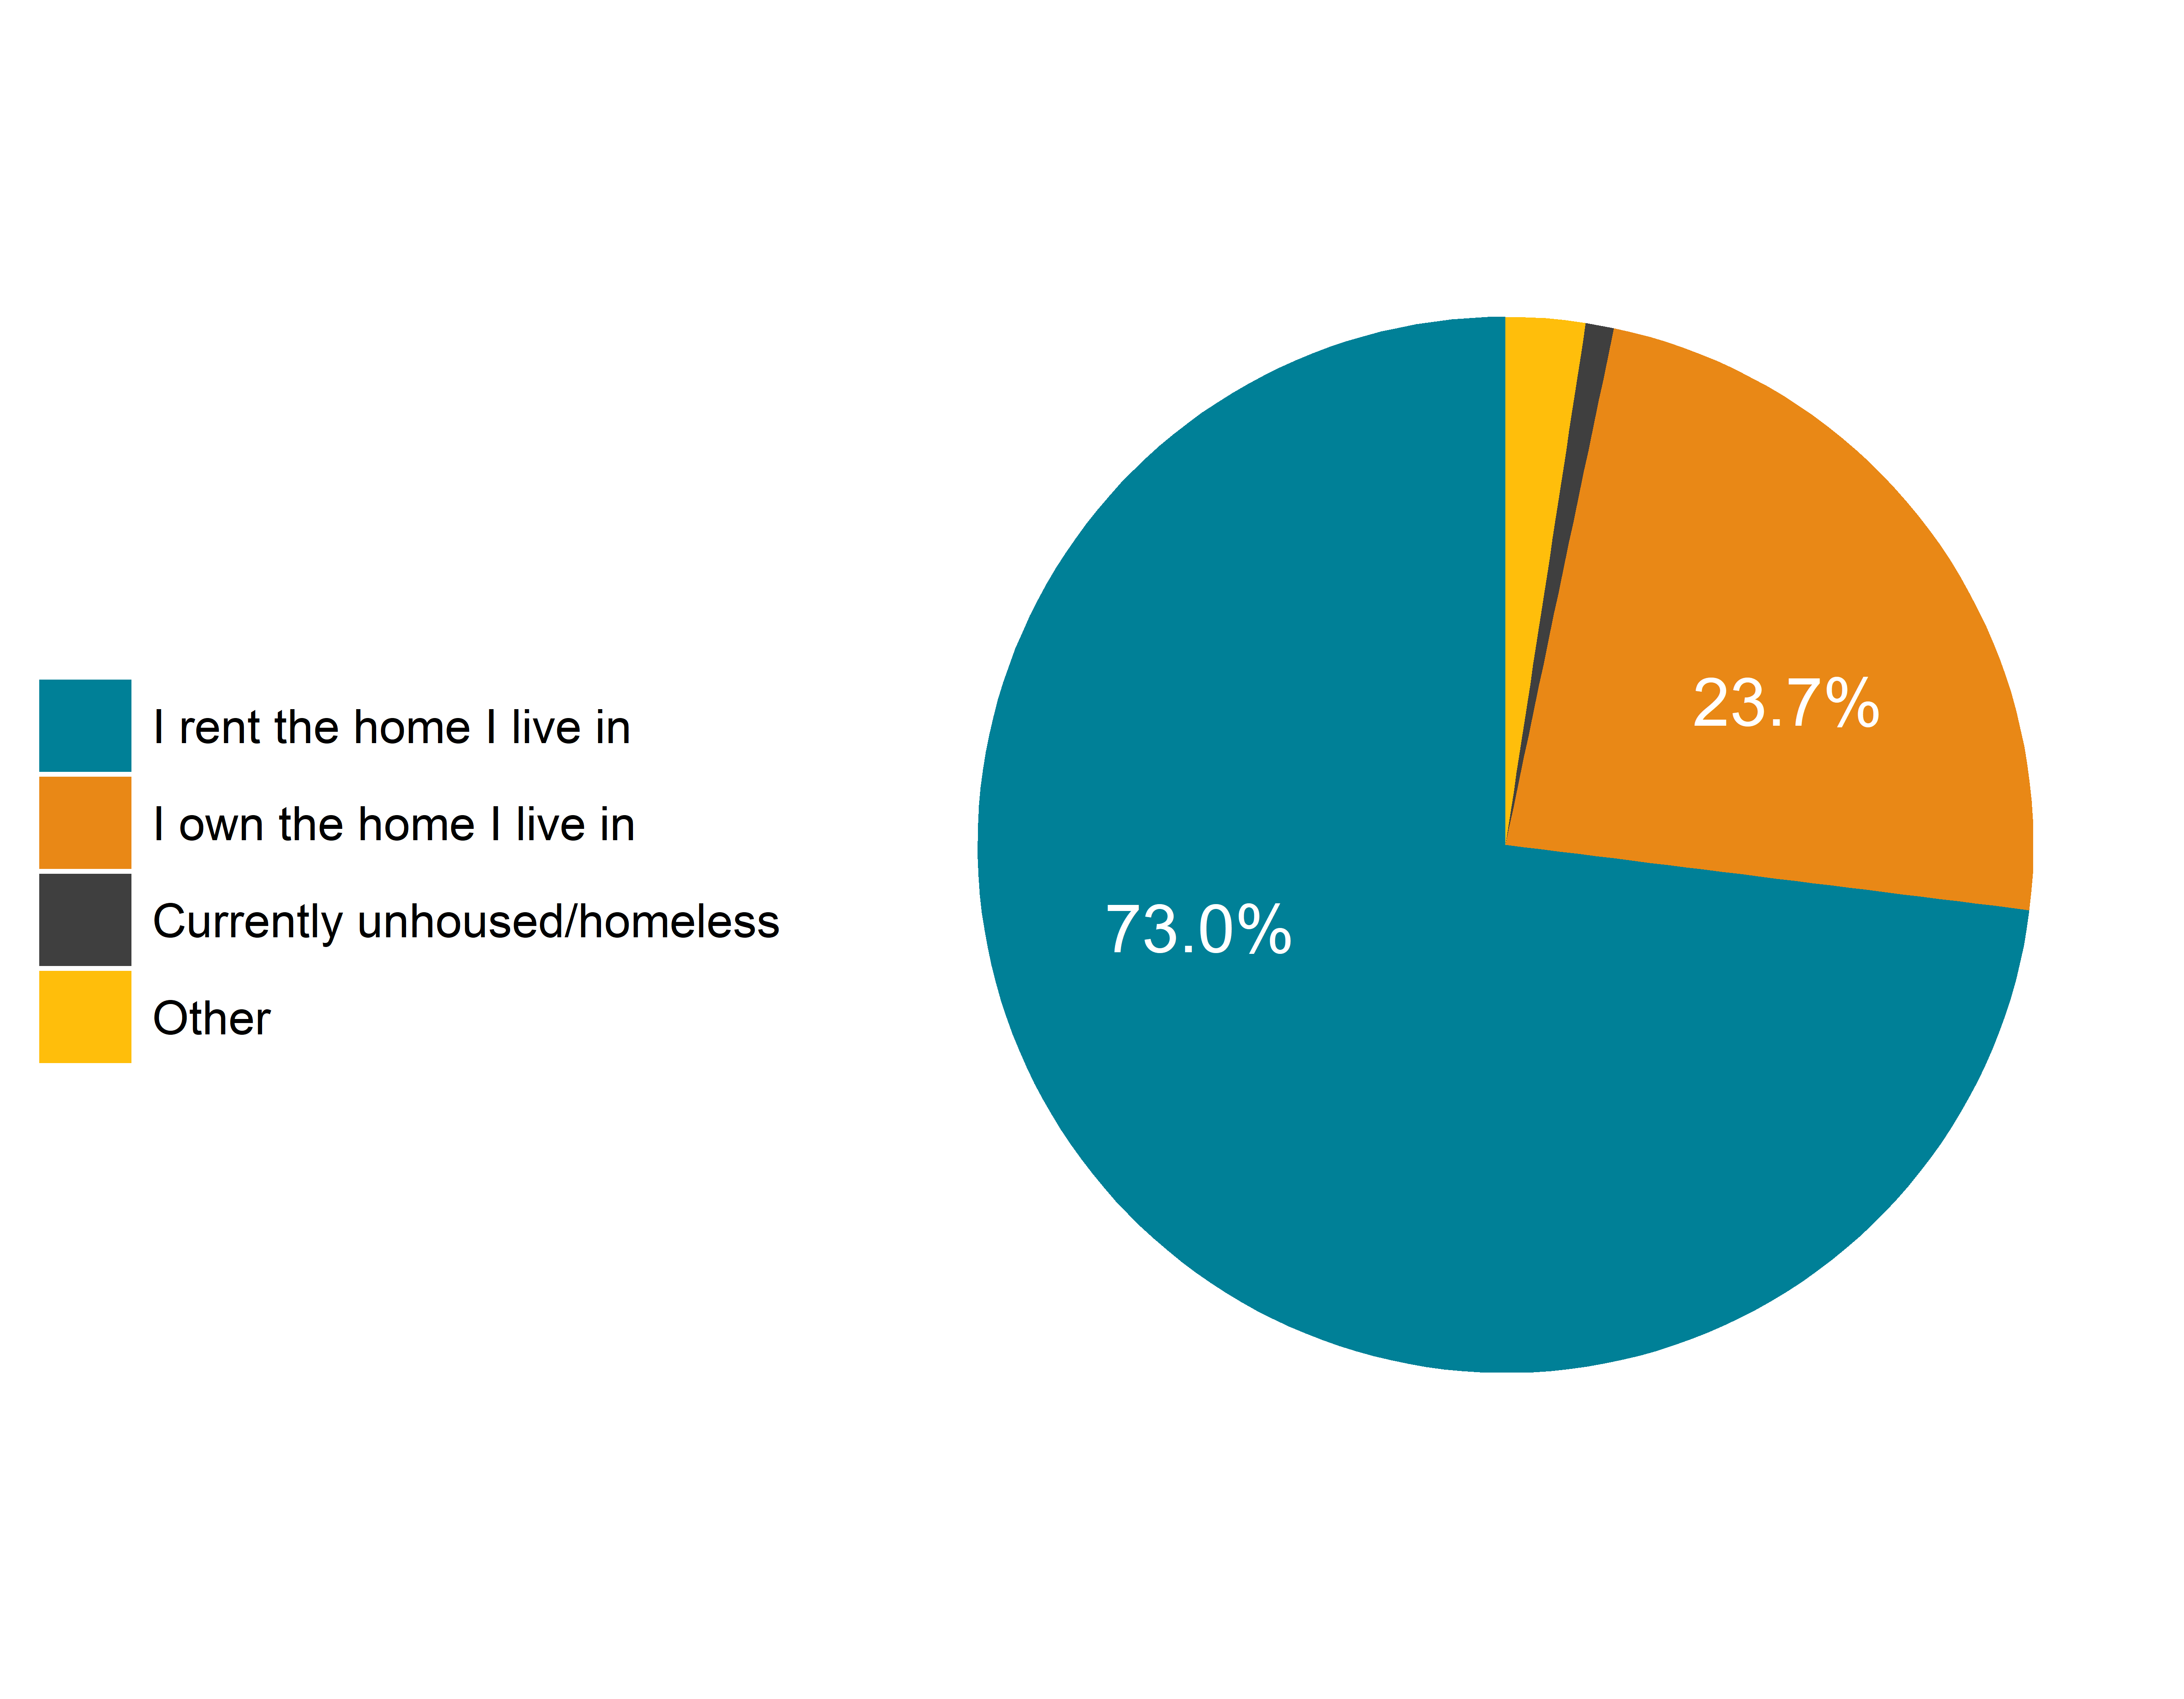 I rent the home I live in
I own the home I live in
Currently unhoused/homeless
Other
23.7%
73.0%